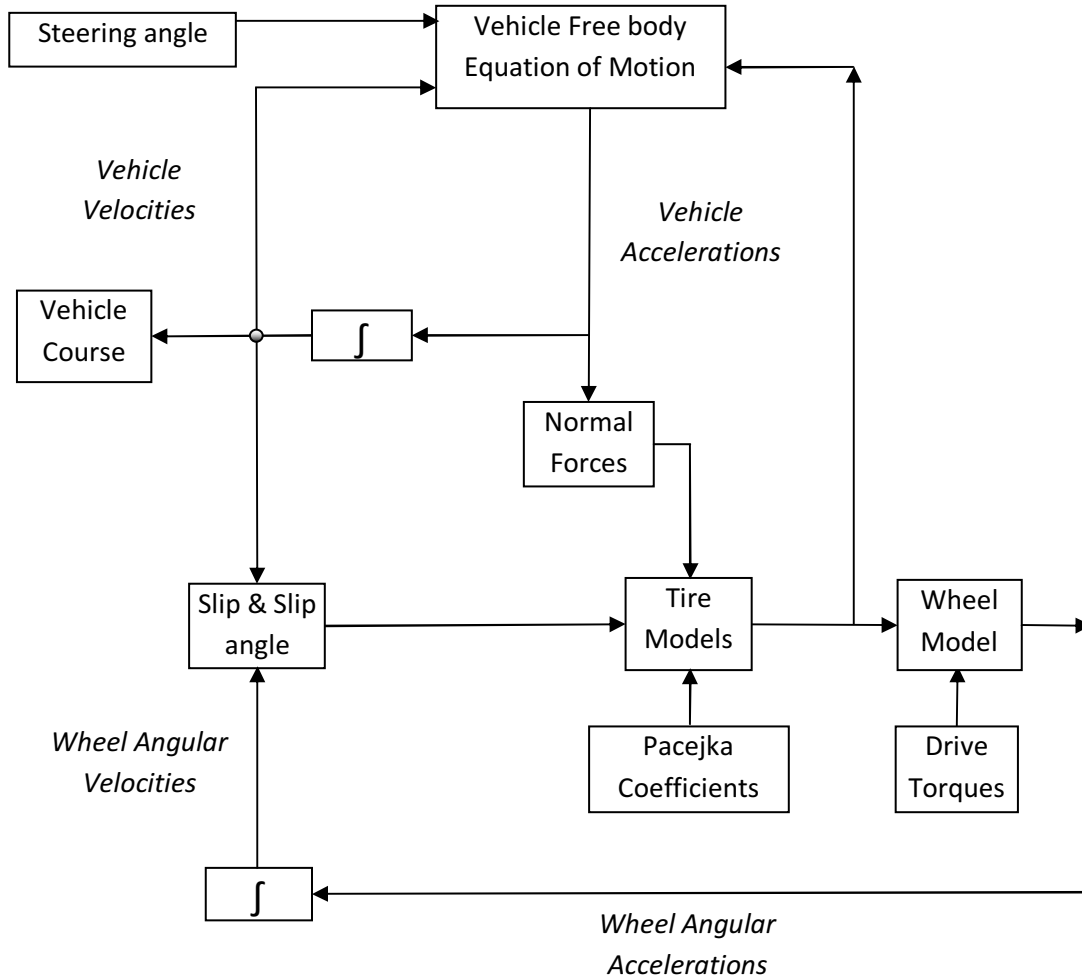 Steering angle
Vehicle Free body
Equation of Motion
Vehicle
Velocities
Vehicle
Accelerations
Vehicle
Course
∫
Normal
Forces
Slip & Slip
angle
Tire
Models
Wheel
Model
Wheel Angular
Velocities
Pacejka
Coefficients
Drive
Torques
∫
Wheel Angular
Accelerations